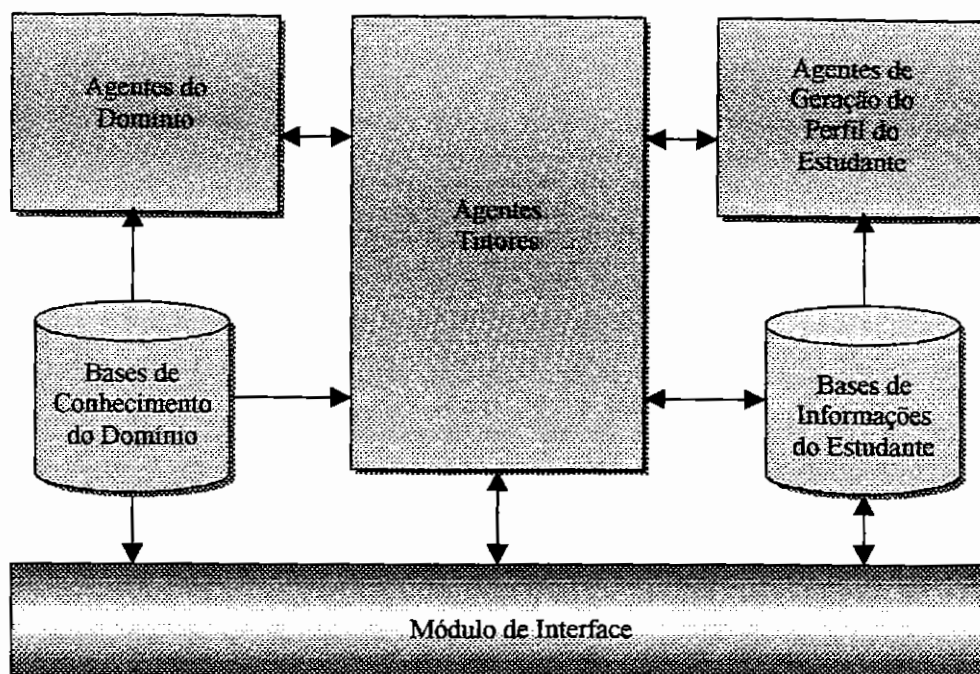 Agentes do
Domínio
Agentes
Tutores
Agentes de
Geração do
Perfil do
Estudante
Bases de
Conhecimento
do Domínio
Bases de
Informações
do Estudante
Módulo de Interface